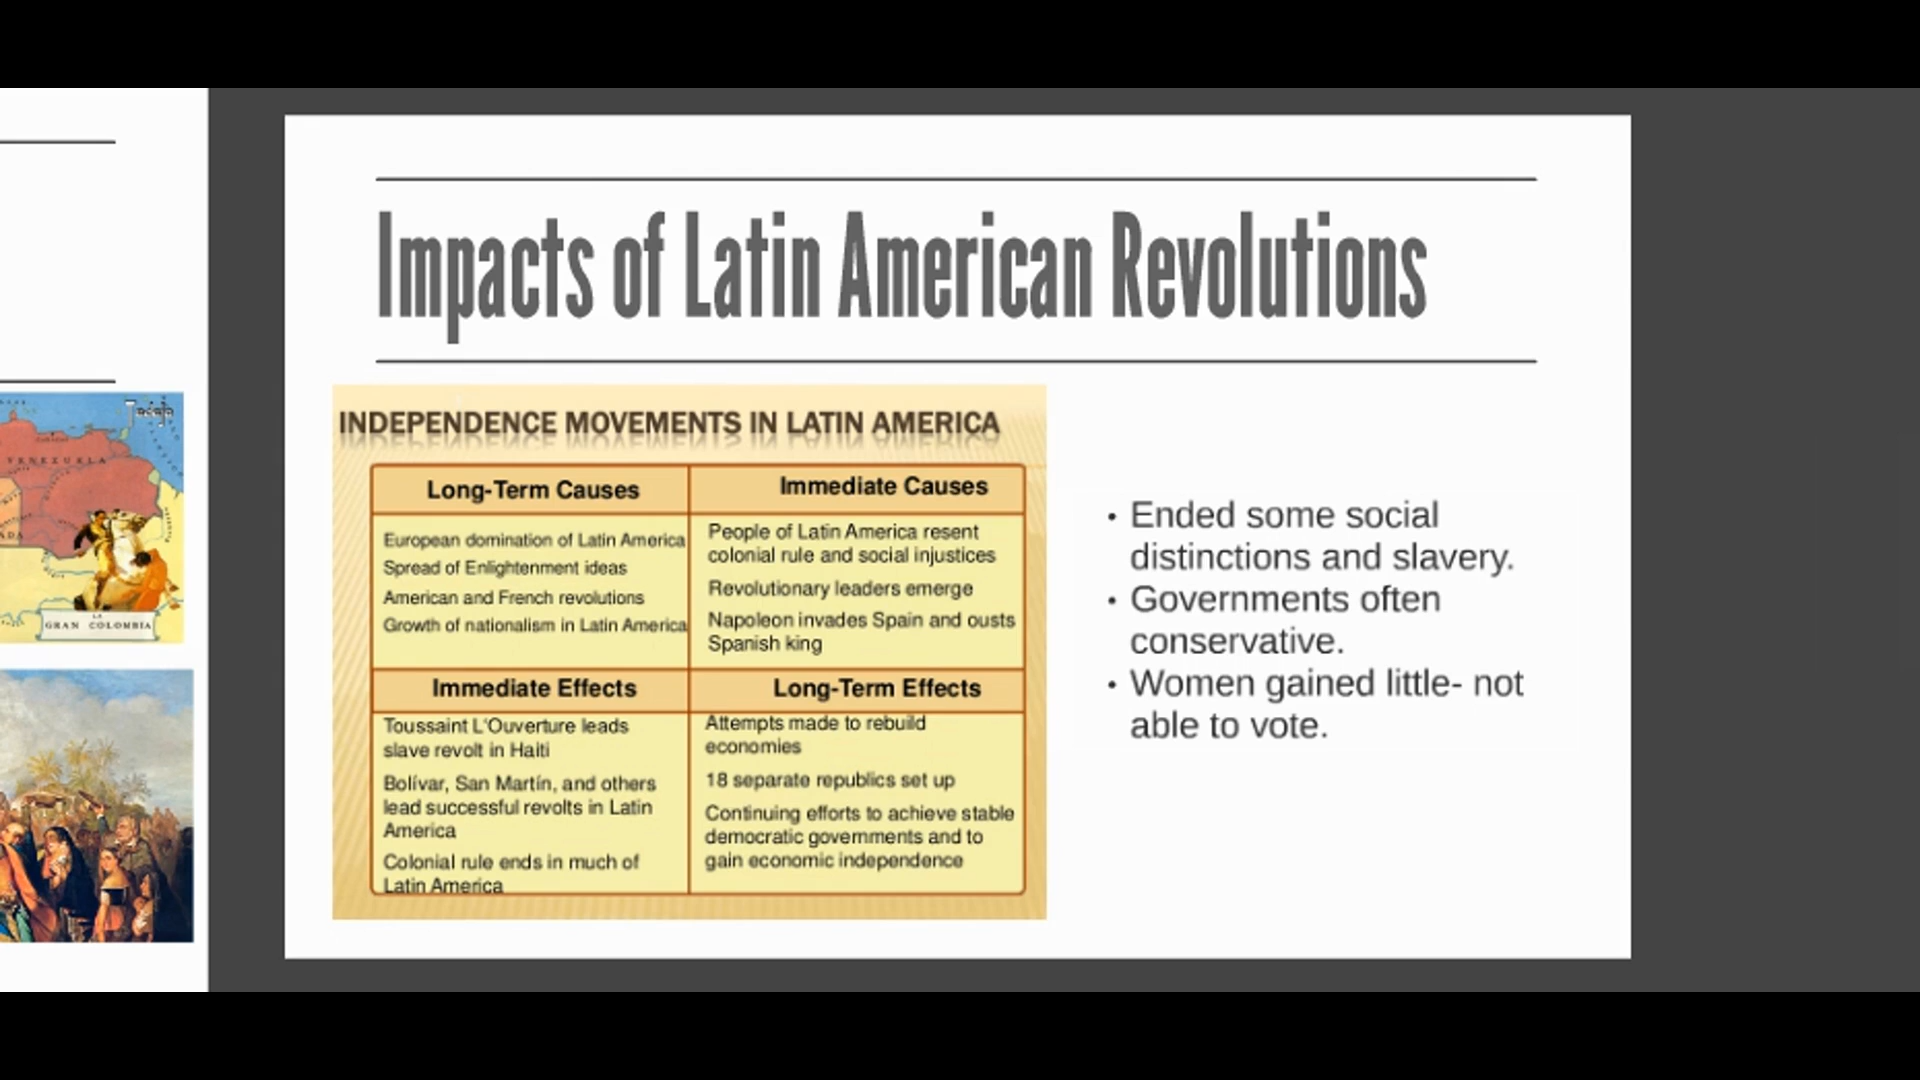 Impacts of Latin American Revolutions
INDEPENDENCE MOVEMENTS IN LATIN AMERICA
Long-Term Causes
European domination of Latin America
Spread of Enlightenment ideas
American and French revolutions
Growth of nationalism in Latin America
Immediate Causes
People of Latin America resent
colonial rule and social injustices
Revolutionary leaders emerge
Napoleon invades Spain and ousts
Spanish king
Immediate Effects
Toussaint L'Ouverture leads
slave revolt in Haiti
Bolívar, San Martín, and others
lead successful revolts in Latin
America
Colonial rule ends in much of
Latin America
Long-Term Effects
Attempts made to rebuild
economies
18 separate republics set up
Continuing efforts to achieve stable
democratic governments and to
gain economic independence
• Ended some social
distinctions and slavery.
• Governments often
conservative.
• Women gained little- not
able to vote.
VENEZUELA
LA
GRAN COLOMBIA